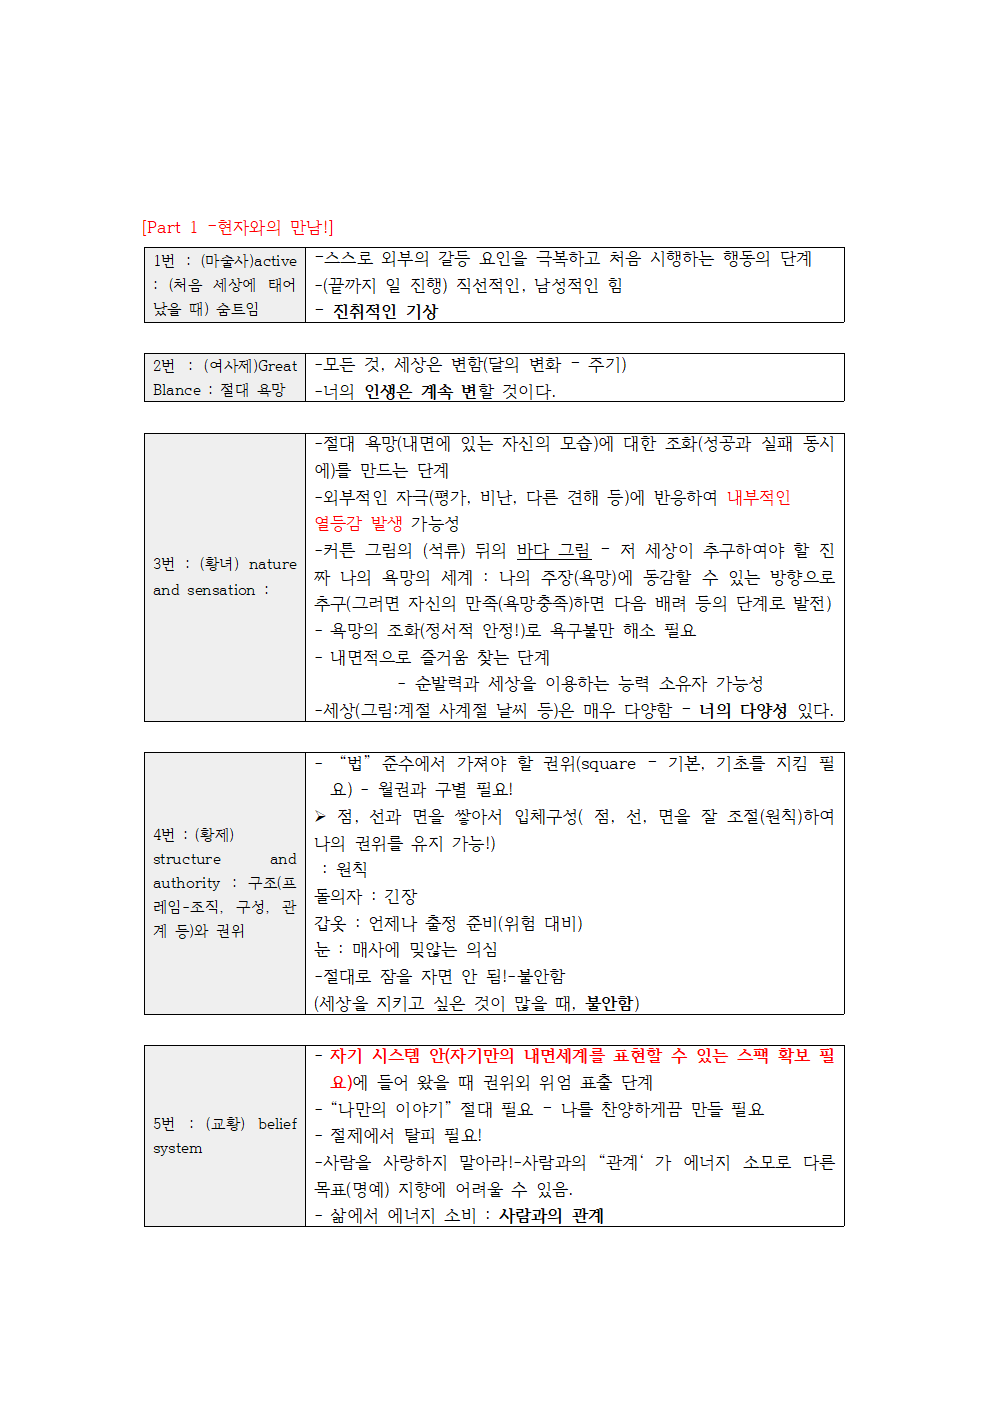 [Part 1 -현자와의 만남!]
1번 : (마술사)active
: (처음 세상에 태어
났을 때) 숨트임
-스스로 외부의 갈등 요인을 극복하고 처음 시행하는 행동의 단계
-(끝까지 일 진행) 직선적인, 남성적인 힘
- 진취적인 기상
2번 : (여사제)Great
Blance : 절대 욕망
-모든 것, 세상은 변함(달의 변화 - 주기)
-너의 인생은 계속 변할 것이다.
3번 : (황녀) nature
and sensation :
-절대 욕망(내면에 있는 자신의 모습)에 대한 조화(성공과 실패 동시
에)를 만드는 단계
-외부적인 자극(평가, 비난, 다른 견해 등)에 반응하여 내부적인
열등감 발생 가능성
-커튼 그림의 (석류) 뒤의 바다 그림 - 저 세상이 추구하여야 할 진
짜 나의 욕망의 세계 : 나의 주장(욕망)에 동감할 수 있는 방향으로
추구(그러면 자신의 만족(욕망충족)하면 다음 배려 등의 단계로 발전)
- 욕망의 조화(정서적 안정!)로 욕구불만 해소 필요
- 내면적으로 즐거움 찾는 단계
- 순발력과 세상을 이용하는 능력 소유자 가능성
-세상(그림:계절 사계절 날씨 등)은 매우 다양함 - 너의 다양성 있다.
4번 : (황제)
structure and
authority : 구조(프
레임-조직, 구성, 관
계 등)와 권위
- “법” 준수에서 가져야 할 권위(square - 기본, 기초를 지킴 필
요) - 월권과 구별 필요!
➢ 점, 선과 면을 쌓아서 입체구성( 점, 선, 면을 잘 조절(원칙)하여
나의 권위를 유지 가능!)
: 원칙
돌의자 : 긴장
갑옷 : 언제나 출정 준비(위험 대비)
눈 : 매사에 밎않는 의심
-절대로 잠을 자면 안 됨!-불안함
(세상을 지키고 싶은 것이 많을 때, 불안함)
5번 : (교황) belief
system
- 자기 시스템 안(자기만의 내면세계를 표현할 수 있는 스팩 확보 필
요)에 들어 왔을 때 권위외 위엄 표출 단계
- “나만의 이야기” 절대 필요 - 나를 찬양하게끔 만들 필요
- 절제에서 탈피 필요!
-사람을 사랑하지 말아라!-사람과의 “관계‘ 가 에너지 소모로 다른
목표(명예) 지향에 어려울 수 있음.
- 삶에서 에너지 소비 : 사람과의 관계